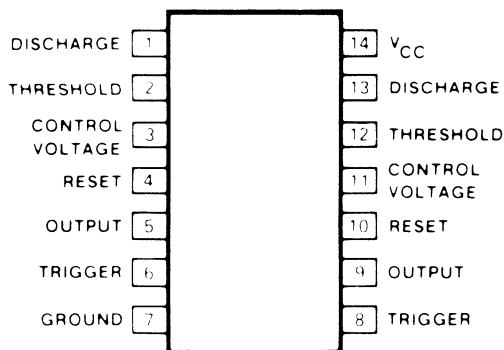 DISCHARGE 1 14 VCC
THRESHOLD 2 13 DISCHARGE
CONTROL VOLTAGE 3 12 THRESHOLD
RESET 4 11 CONTROL VOLTAGE
OUTPUT 5 10 RESET
TRIGGER 6 9 OUTPUT
GROUND 7 8 TRIGGER